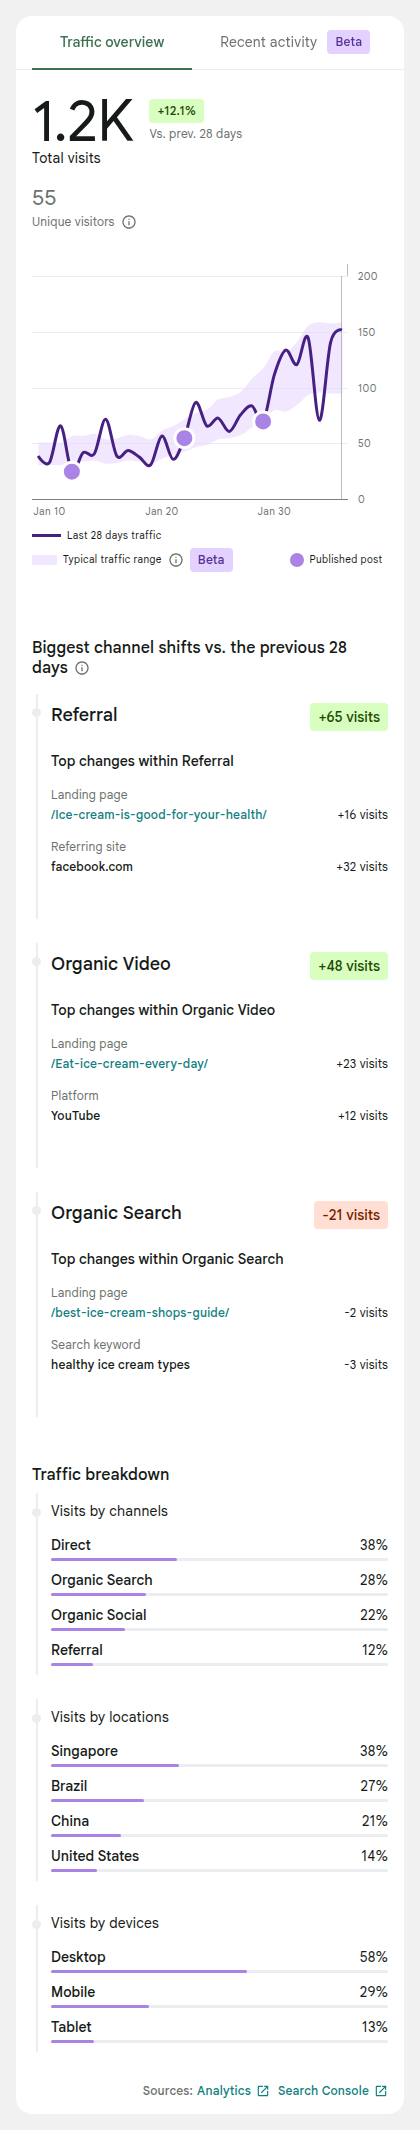 Traffic overview
Recent activity Beta
1.2K +12.1%
Vs. prev. 28 days
Total visits
55
Unique visitors
200
150
100
50
0
Jan 10 Jan 20 Jan 30
Last 28 days traffic
Typical traffic range Beta Published post
Biggest channel shifts vs. the previous 28
days
Referral +65 visits
Top changes within Referral
Landing page
/Ice-cream-is-good-for-your-health/ +16 visits
Referring site
facebook.com +32 visits
Organic Video +48 visits
Top changes within Organic Video
Landing page
/Eat-ice-cream-every-day/ +23 visits
Platform
YouTube +12 visits
Organic Search -21 visits
Top changes within Organic Search
Landing page
/best-ice-cream-shops-guide/ -2 visits
Search keyword
healthy ice cream types -3 visits
Traffic breakdown
Visits by channels
Direct 38%
Organic Search 28%
Organic Social 22%
Referral 12%
Visits by locations
Singapore 38%
Brazil 27%
China 21%
United States 14%
Visits by devices
Desktop 58%
Mobile 29%
Tablet 13%
Sources: Analytics Search Console